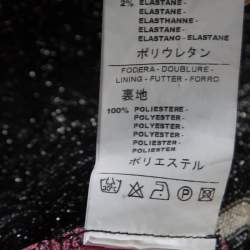 2% ELASTANE -
ELASTANE -
ELASTHANNE -
ELASTANE -
ELASTANO - ELASTANE
ポリウレタン
FODERA - DOUBLURE -
LINING - FUTTER - FORRO
裏地
100% POLIESTERE -
POLYESTER -
POLYESTER -
POLYESTER -
POLIESTER -
POLIESTER
ポリエステル